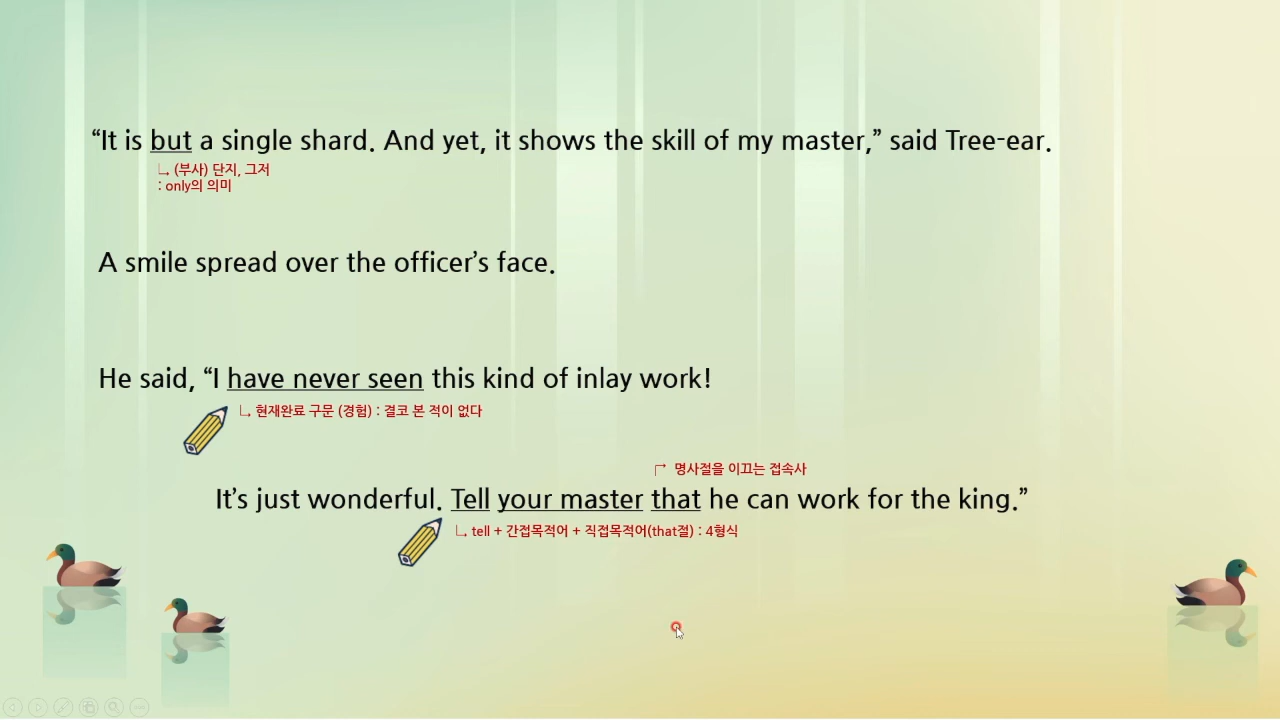 “It is but a single shard. And yet, it shows the skill of my master,” said Tree-ear.
(부사) 단지, 그저
: only의 의미
A smile spread over the officer’s face.
He said, “I have never seen this kind of inlay work!
현재완료 구문 (경험) : 결코 본 적이 없다
명사절을 이끄는 접속사
It’s just wonderful. Tell your master that he can work for the king.”
tell + 간접목적어 + 직접목적어(that절) : 4형식